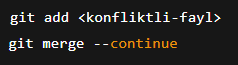 git add <konfliktli-fayl>
git merge --continue